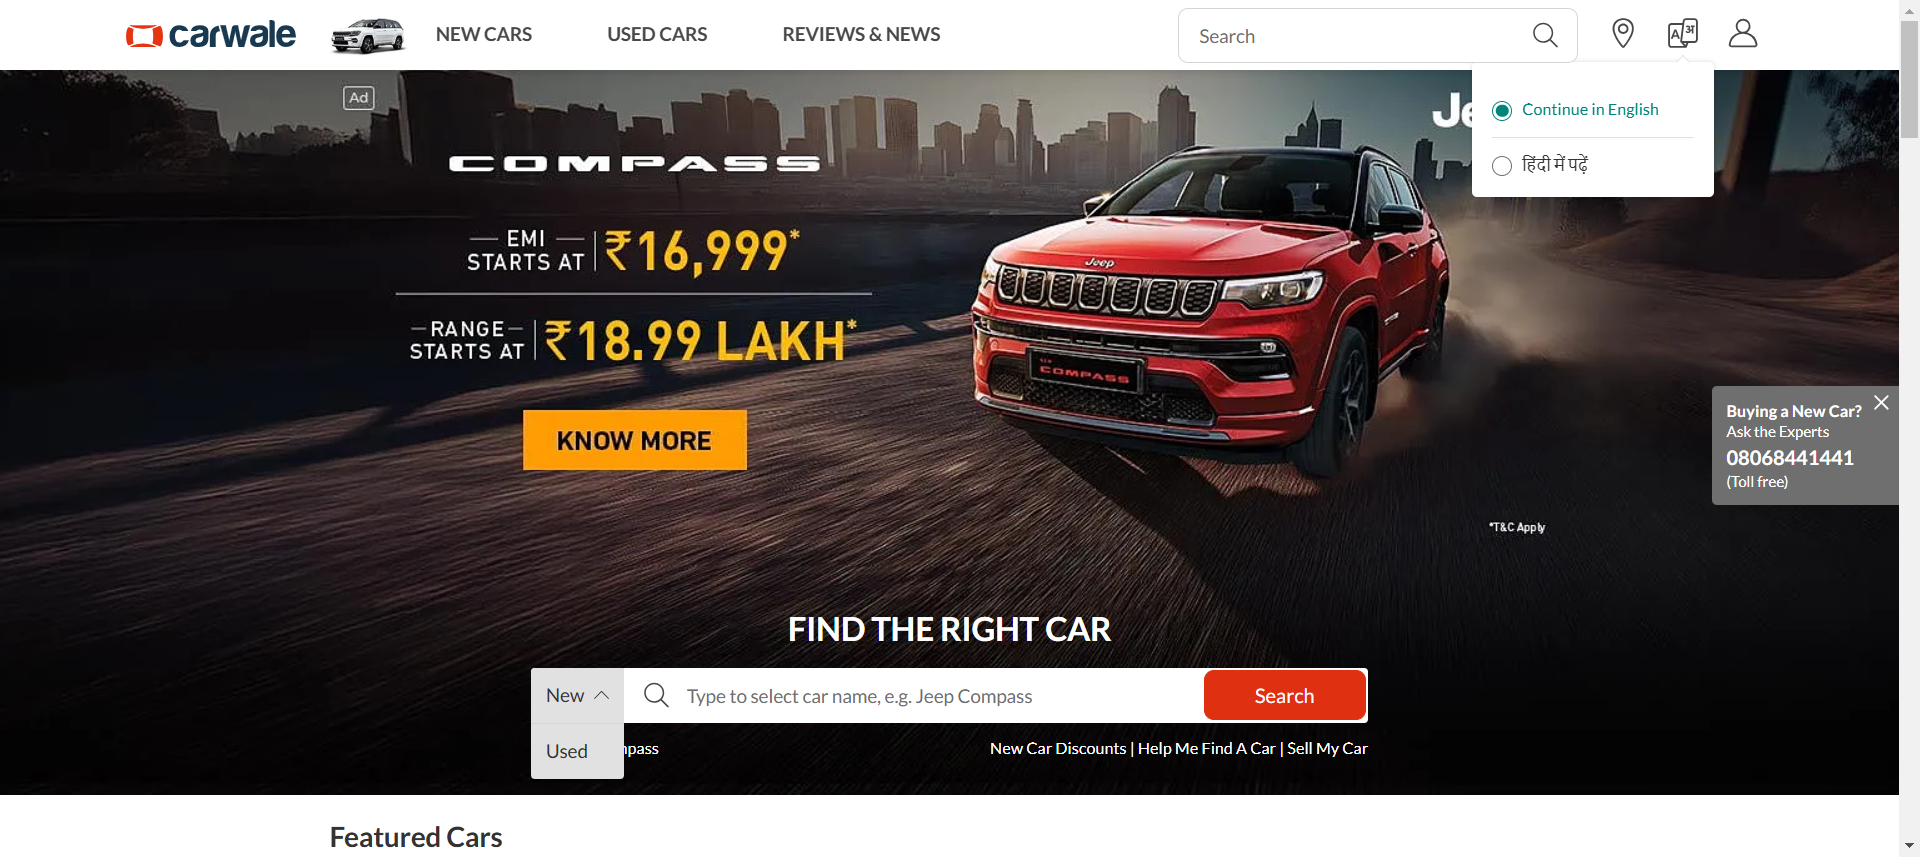 carwale
NEW CARS
USED CARS
REVIEWS & NEWS
Search
Ad
Continue in English
हिंदी में पढ़ें
COMPASS
EMI
STARTS AT
₹16,999*
RANGE
STARTS AT
₹18.99 LAKH*
KNOW MORE
Jeep
COMPASS
Buying a New Car?
Ask the Experts
08068441441
(Toll free)
*T&C Apply
FIND THE RIGHT CAR
New
Type to select car name, e.g. Jeep Compass
Search
Used
mpass
New Car Discounts | Help Me Find A Car | Sell My Car
Featured Cars